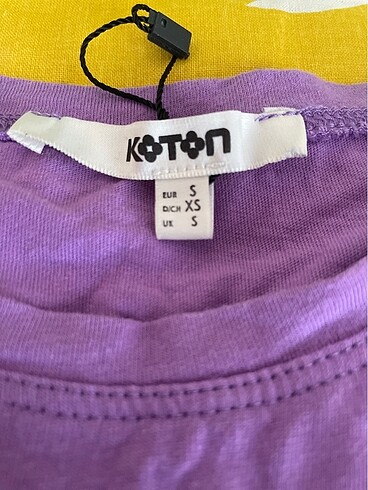 KOTON
EUR S
D/CH XS
UK S